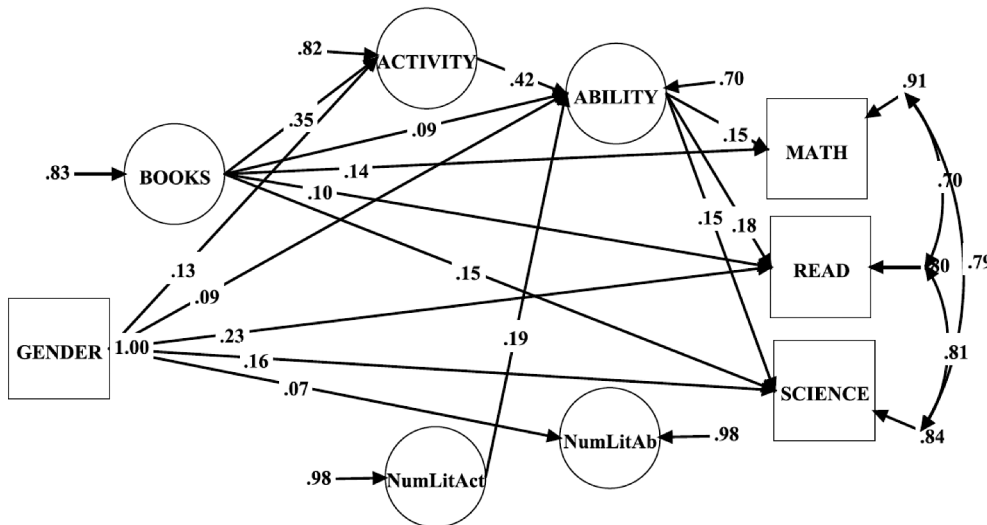 .82
ACTIVITY
.42
ABILITY
.70
.91
.35
.09
.15
MATH
.83
BOOKS
.14
.10
.70
.15
.18
.13
.15
READ
.79
.09
GENDER
1.00
.23
.19
.16
.81
.07
SCIENCE
NumLitAb
.98
.84
.98
NumLitAct